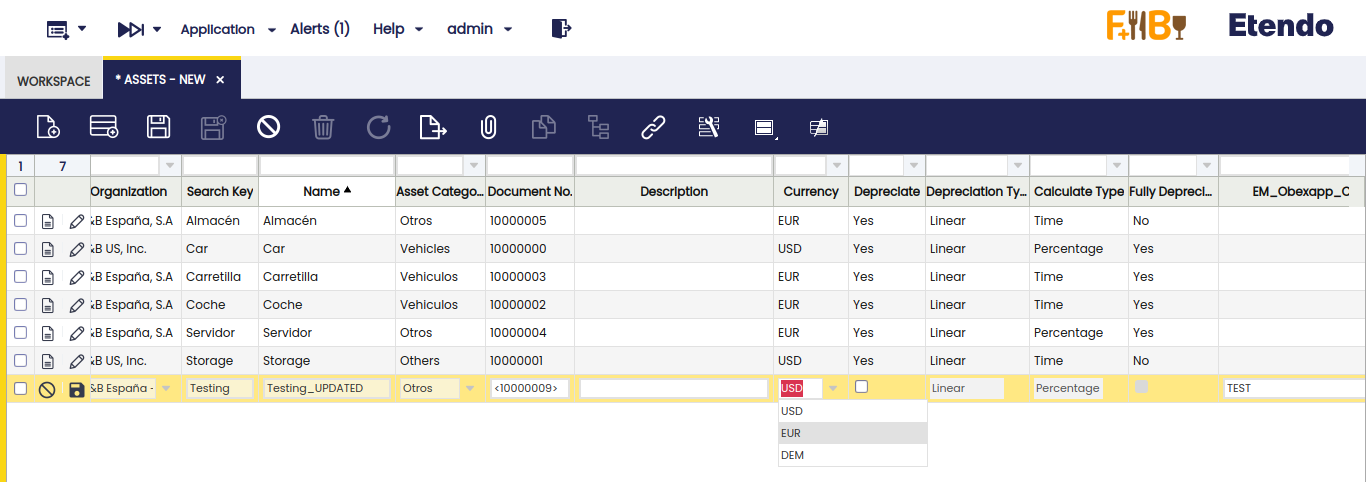 Application Alerts (1) Help admin F+B Etendo
WORKSPACE * ASSETS - NEW ×
1 7
Organization Search Key Name Asset Catego... Document No. Description Currency Depreciate Depreciation Ty... Calculate Type Fully Depreci... EM_Obexapp_C
&B España, S.A Almacén Almacén Otros 10000005 EUR Yes Linear Time No
&B US, Inc. Car Car Vehicles 10000000 USD Yes Linear Percentage Yes
&B España, S.A Carretilla Carretilla Vehiculos 10000003 EUR Yes Linear Time Yes
&B España, S.A Coche Coche Vehiculos 10000002 EUR Yes Linear Time Yes
&B España, S.A Servidor Servidor Otros 10000004 EUR Yes Linear Percentage Yes
&B US, Inc. Storage Storage Others 10000001 USD Yes Linear Time No
&B España - Testing Testing_UPDATED Otros <10000009> USD Linear Percentage TEST
USD
EUR
DEM